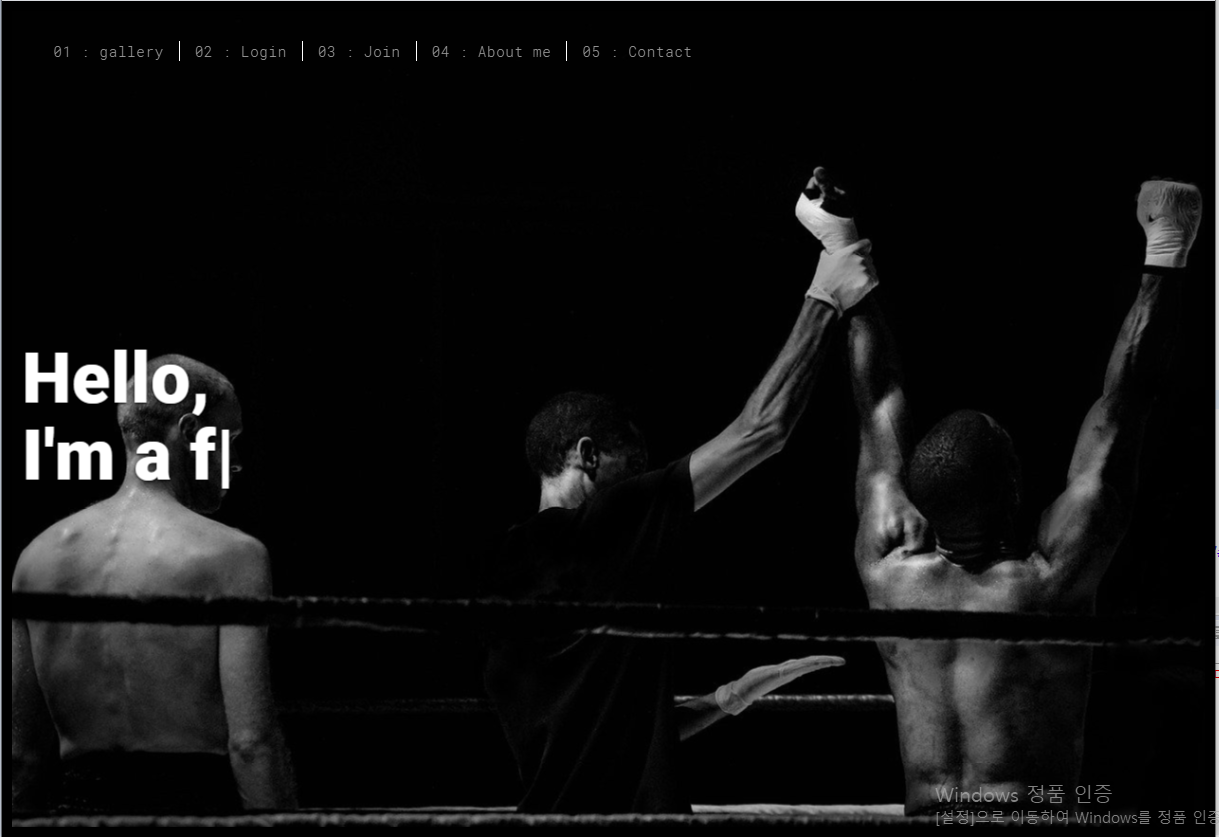 01 : gallery 02 : Login 03 : Join 04 : About me 05 : Contact
Hello,
I'm a f|
Windows 정품 인증
[설정]으로 이동하여 Windows를 정품 인증